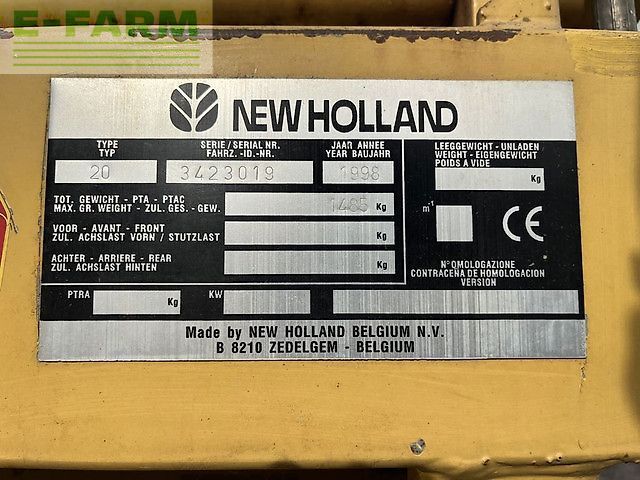 E-FARM
NEW HOLLAND
TYPE
TYP
20
SERIE / SERIAL NR.
FAHRZ. -ID.-NR.
3423019
JAAR ANNEE
YEAR BAUJAHR
1998
LEEGGEWICHT - UNLADEN
WEIGHT - EIGENGEWICHT
POIDS A VIDE
Kg
TOT. GEWICHT - PTA - PTAC
MAX. GR. WEIGHT - ZUL. GES. - GEW.
1485 Kg
VOOR - AVANT - FRONT
ZUL. ACHSLAST VORN / STUTZLAST
Kg
ACHTER - ARRIERE - REAR
ZUL. ACHSLAST HINTEN
Kg
m⁻¹
CE
N° OMOLOGAZIONE
CONTRACENA DE HOMOLOGACION
VERSION
PTRA
Kg
KW
Made by NEW HOLLAND BELGIUM N.V.
B 8210 ZEDELGEM - BELGIUM